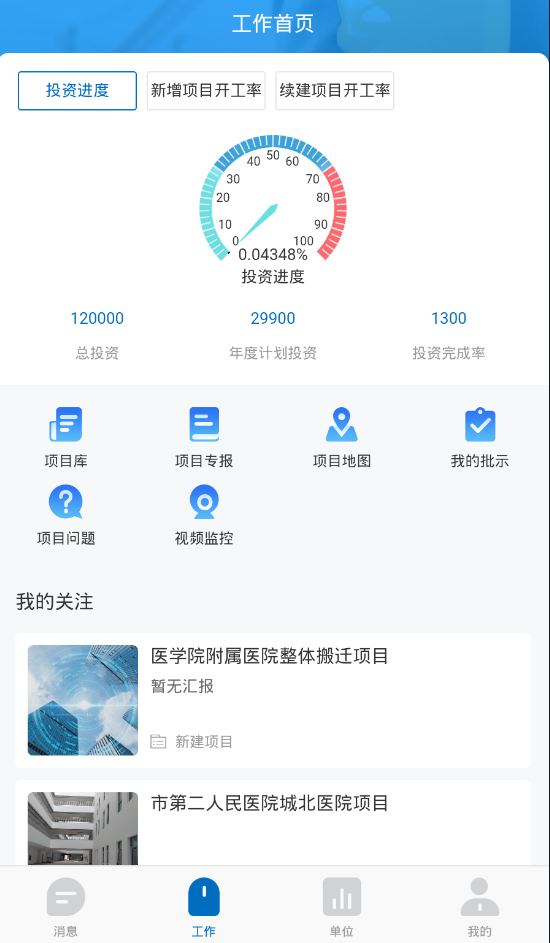 工作首页
投资进度 新增项目开工率 续建项目开工率
0 10 20 30 40 50 60 70 80 90 100
0.04348%
投资进度
120000 29900 1300
总投资 年度计划投资 投资完成率
项目库 项目专报 项目地图 我的批示
项目问题 视频监控
我的关注
医学院附属医院整体搬迁项目
暂无汇报
新建项目
市第二人民医院城北医院项目
消息 工作 单位 我的